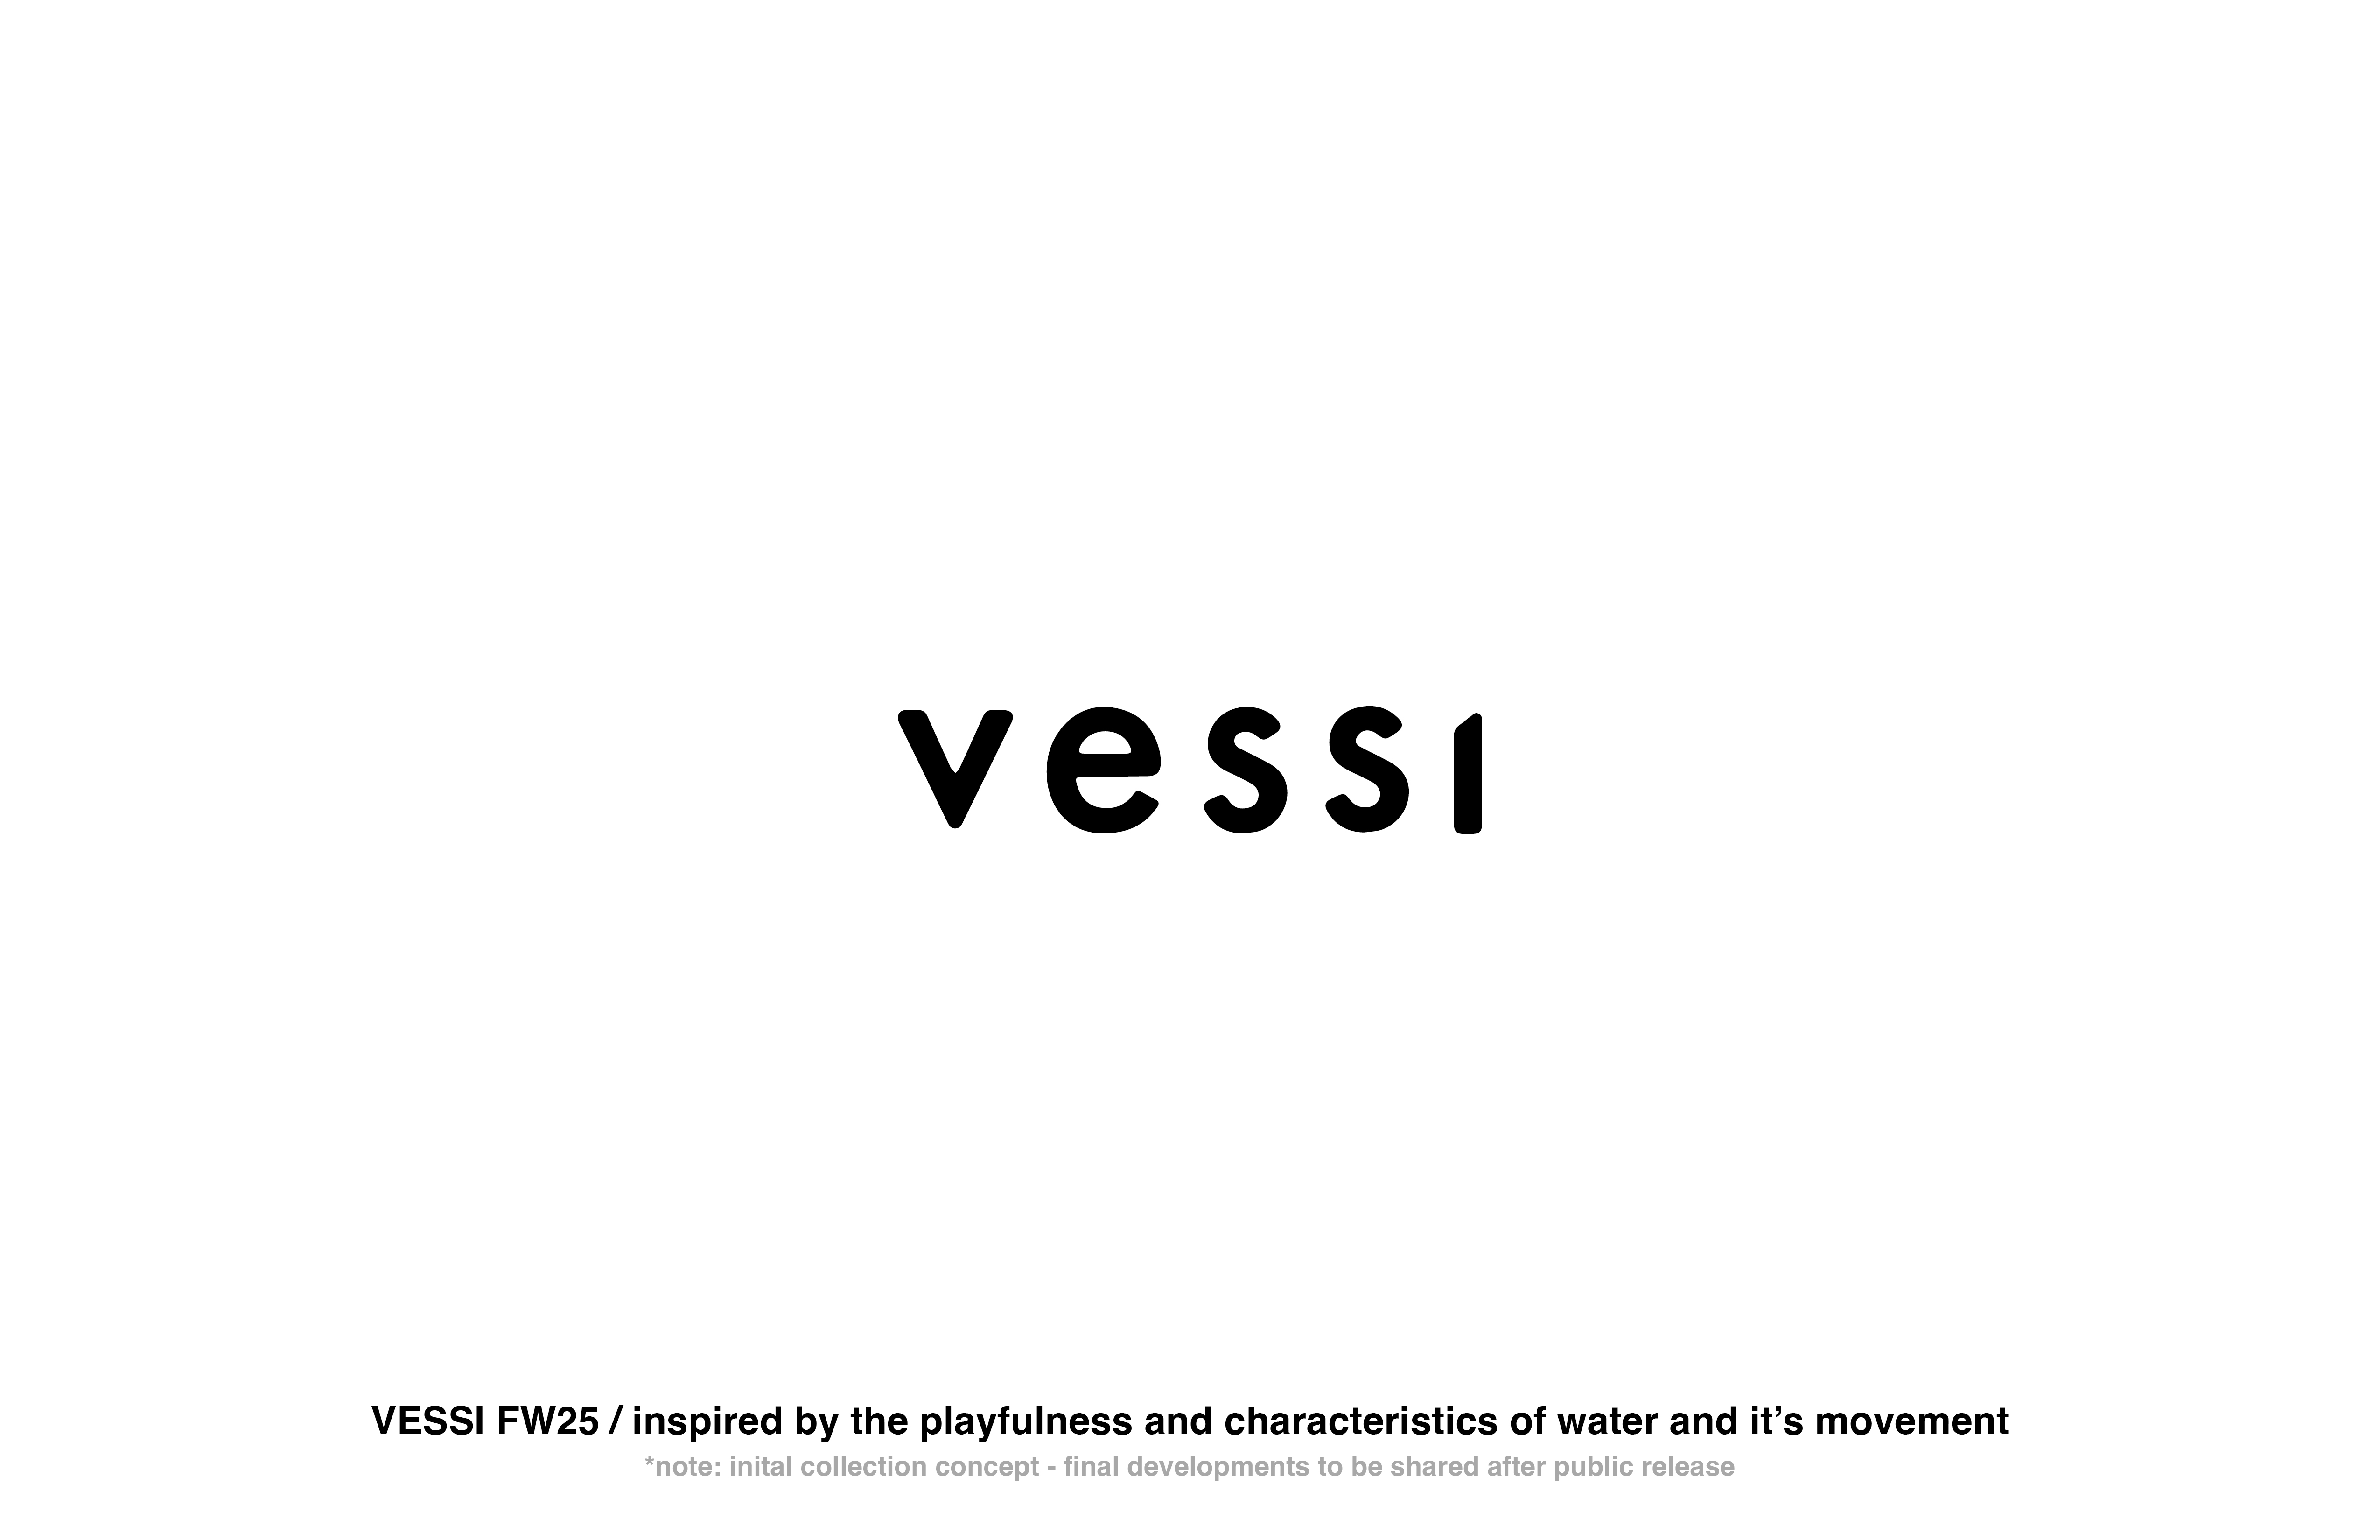 vessi
VESSI FW25 / inspired by the playfulness and characteristics of water and it’s movement
*note: inital collection concept - final developments to be shared after public release